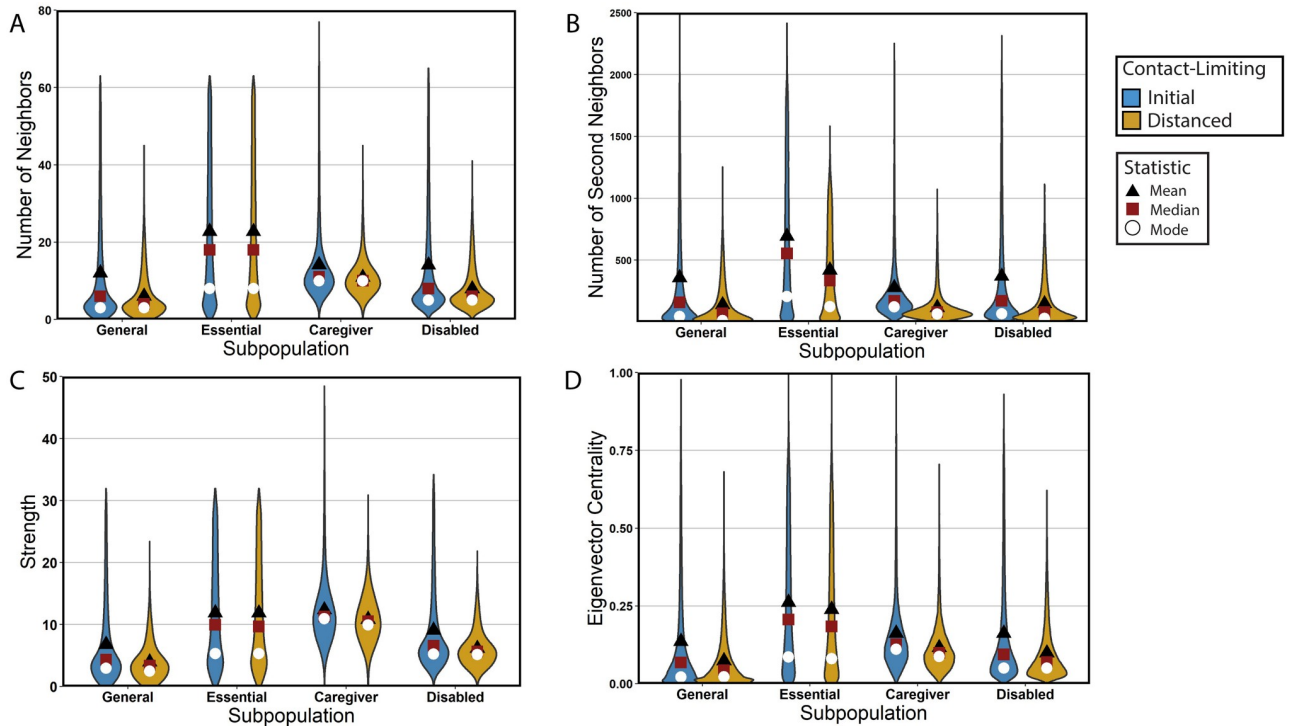 A
Number of Neighbors
80
60
40
20
0
General Essential Caregiver Disabled
Subpopulation
B
Number of Second Neighbors
2500
2000
1500
1000
500
General Essential Caregiver Disabled
Subpopulation
Contact-Limiting
Initial
Distanced
Statistic
Mean
Median
Mode
C
Strength
50
40
30
20
10
0
General Essential Caregiver Disabled
Subpopulation
D
Eigenvector Centrality
1.00
0.75
0.50
0.25
0.00
General Essential Caregiver Disabled
Subpopulation